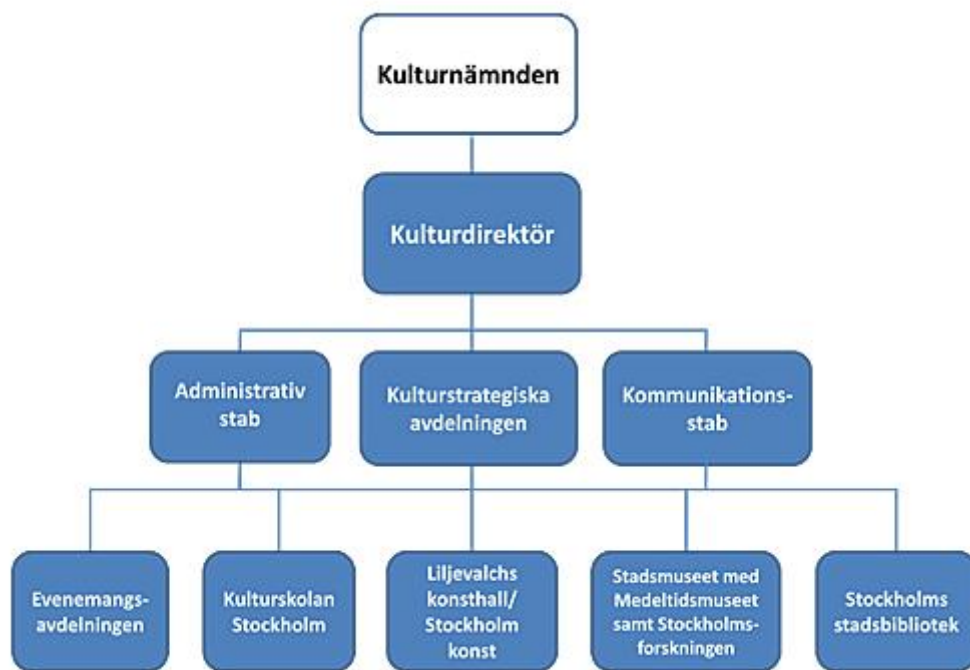 Kulturnämnden
Kulturdirektör
Administrativ
stab
Kulturstrategiska
avdelningen
Kommunikations-
stab
Evenemangs-
avdelningen
Kulturskolan
Stockholm
Liljevalchs
konsthall/
Stockholm
konst
Stadsmuseet med
Medeltidsmuseet
samt Stockholms-
forskningen
Stockholms
stadsbibliotek